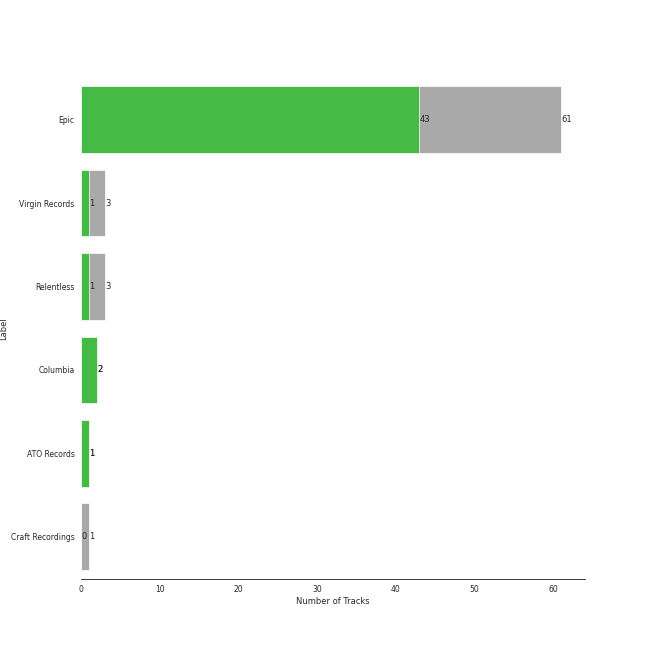 Epic 43 61
Virgin Records 1 3
Relentless 1 3
Label
Columbia 2
ATO Records 1
Craft Recordings 0 1
0 10 20 30 40 50 60
Number of Tracks